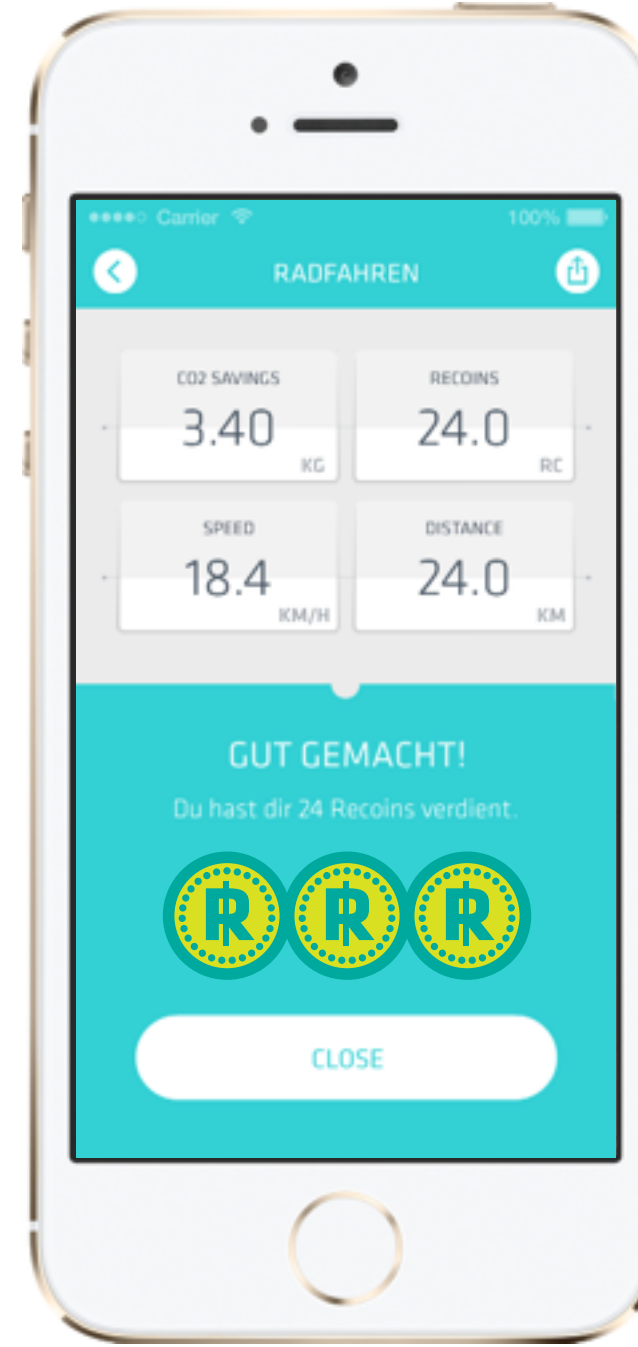 Carrier 100%
RADFAHREN
CO2 SAVINGS
3.40
KG
RECOINS
24.0
RC
SPEED
18.4
KM/H
DISTANCE
24.0
KM
GUT GEMACHT!
Du hast dir 24 Recoins verdient.
R R R
CLOSE